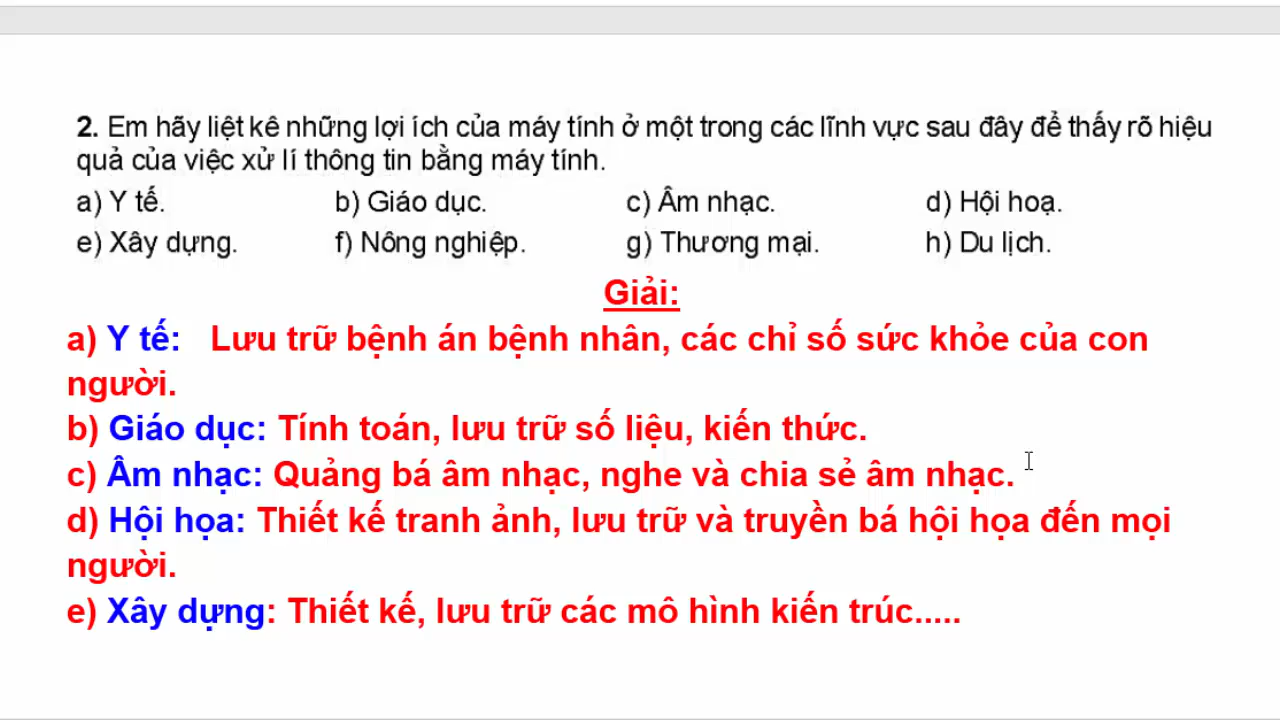 2. Em hãy liệt kê những lợi ích của máy tính ở một trong các lĩnh vực sau đây để thấy rõ hiệu
quả của việc xử lí thông tin bằng máy tính.
a) Y tế. b) Giáo dục. c) Âm nhạc. d) Hội hoạ.
e) Xây dựng. f) Nông nghiệp. g) Thương mại. h) Du lịch.
Giải:
a) Y tế: Lưu trữ bệnh án bệnh nhân, các chỉ số sức khỏe của con
người.
b) Giáo dục: Tính toán, lưu trữ số liệu, kiến thức.
c) Âm nhạc: Quảng bá âm nhạc, nghe và chia sẻ âm nhạc.
d) Hội họa: Thiết kế tranh ảnh, lưu trữ và truyền bá hội họa đến mọi
người.
e) Xây dựng: Thiết kế, lưu trữ các mô hình kiến trúc.....